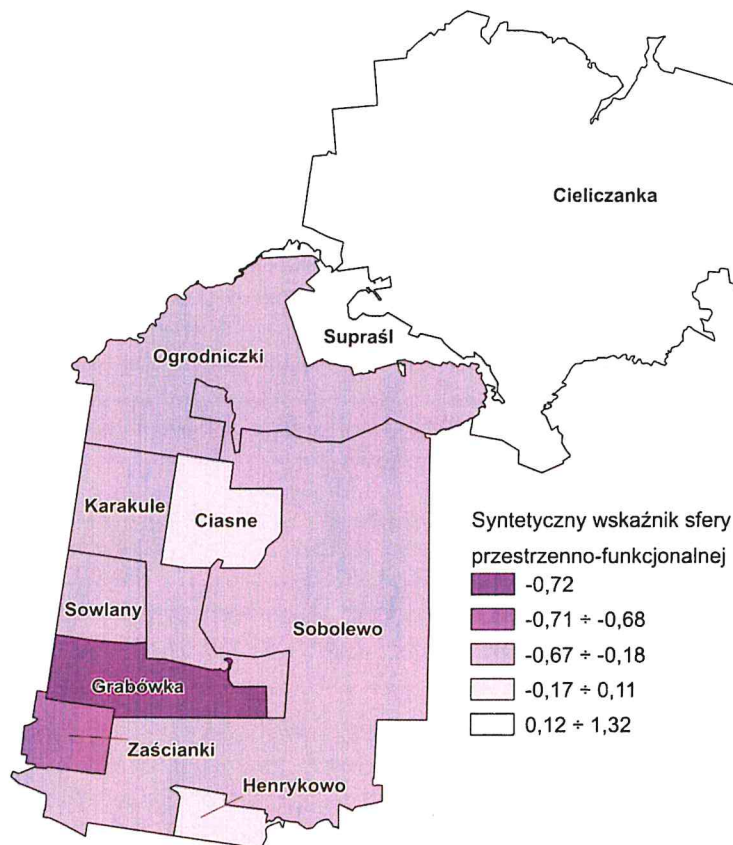 Cieliczanka
Supraśl
Ogrodniczki
Karakule
Ciasne
Sowlany
Sobolewo
Grabówka
Zaścianki
Henrykowo
Syntetyczny wskaźnik sfery
przestrzenno-funkcjonalnej
-0,72
-0,71 ÷ -0,68
-0,67 ÷ -0,18
-0,17 ÷ 0,11
0,12 ÷ 1,32